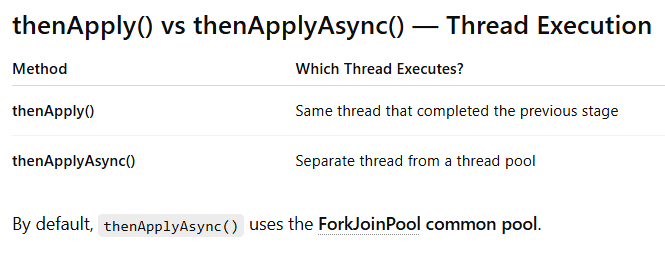 thenApply() vs thenApplyAsync() — Thread Execution
Method Which Thread Executes?
thenApply() Same thread that completed the previous stage
thenApplyAsync() Separate thread from a thread pool
By default, thenApplyAsync() uses the ForkJoinPool common pool.